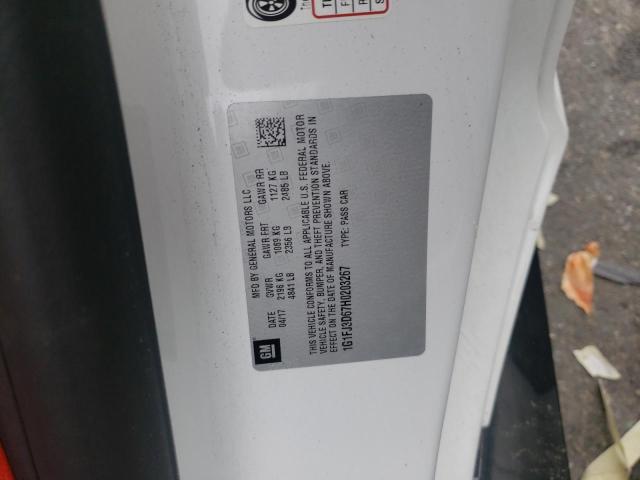 MFD BY GENERAL MOTORS LLC
DATE GVWR GAWR FRT GAWR RR
04/17 2196 KG 1069 KG 1127 KG
4841 LB 2356 LB 2485 LB
THIS VEHICLE CONFORMS TO ALL APPLICABLE U.S. FEDERAL MOTOR
VEHICLE SAFETY, BUMPER, AND THEFT PREVENTION STANDARDS IN
EFFECT ON THE DATE OF MANUFACTURE SHOWN ABOVE.
1G1FJ3D67H0203267 TYPE: PASS CAR
GM